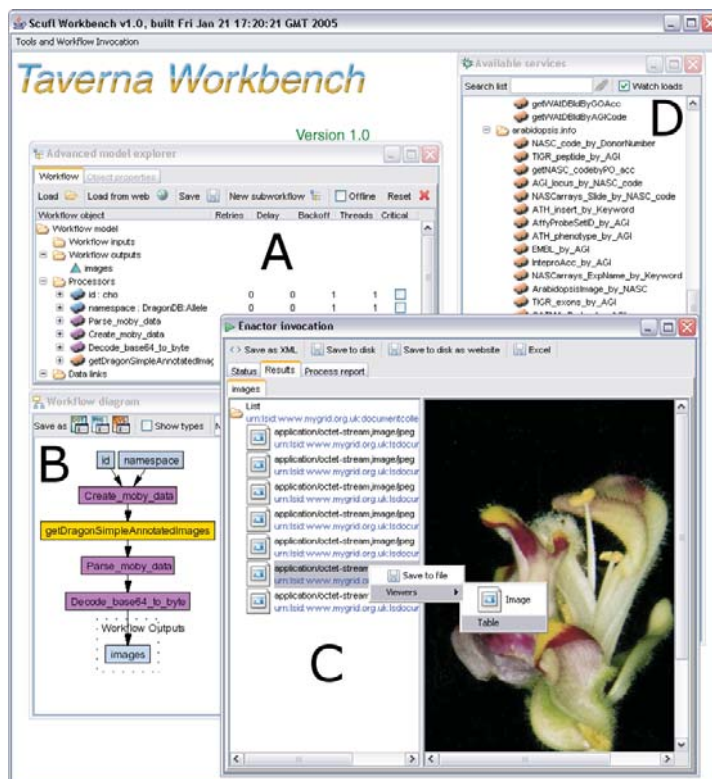 Scufl Workbench v1.0, built Fri Jan 21 17:20:21 GMT 2005
Tools and Workflow Invocation
Taverna Workbench
Version 1.0
Advanced model explorer
Workflow Object properties
Load Load from web Save New subworkflow Offline Reset
Workflow object Retries Delay Backoff Threads Critical
Workflow model
Workflow inputs
Workflow outputs
images
Processors
id : cho 0 0 1 1
namespace : DragonDB:Allele 0 0 1 1
Parse_moby_data
Create_moby_data
Decode_base64_to_byte
getDragonSimpleAnnotatedImag
Data links
A
Workflow diagram
Save as Show types
B
id namespace
Create_moby_data
getDragonSimpleAnnotatedImages
Parse_moby_data
Decode_base64_to_byte
Workflow Outputs
images
Available services
Search list Watch loads
D
getWAtDBIdByGOAcc
getWAtDBIdByAGICode
arabidopsis.info
NASC_code_by_DonorNumber
TIGR_peptide_by_AGI
getNASC_codebyPO_acc
AGI_locus_by_NASC_code
NASCarrays_Slide_by_NASC_code
ATH_insert_by_Keyword
AffyProbeSetID_by_AGI
ATH_phenotype_by_AGI
EMBL_by_AGI
InteproAcc_by_AGI
NASCarrays_ExpName_by_Keyword
ArabidopsisImage_by_NASC
TIGR_exons_by_AGI
Enactor invocation
Save as XML Save to disk Save to disk as website Excel
Status Results Process report
images
List
urn:lsid:www.mygrid.org.uk:documentcolle
application/octet-stream,image/jpeg
urn:lsid:www.mygrid.org.uk:lsdocur
application/octet-stream,image/jpeg
urn:lsid:www.mygrid.org.uk:lsdocur
application/octet-stream,image/jpeg
urn:lsid:www.mygrid.org.uk:lsdocur
application/octet-stream,image/jpeg
urn:lsid:www.mygrid.org.uk:lsdocur
application/octet-stream,image/jpeg
urn:lsid:www.mygrid.org.uk:lsdocur
application/octet-stream,image/jpeg
urn:lsid:www.mygrid.o
application/octet-stre
urn:lsid:www.mygrid.org.uk:lsdocur
Save to file
Viewers
Image
Table
C